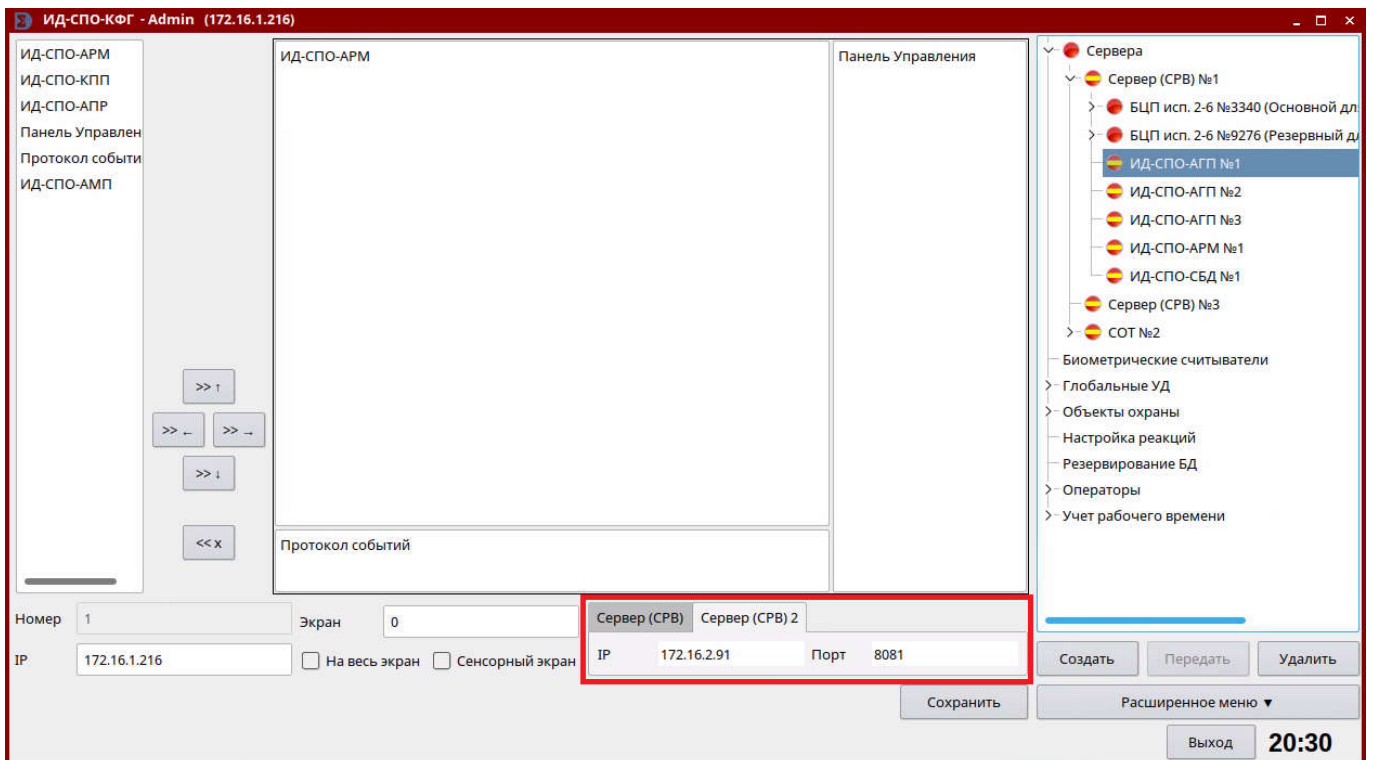 ИД-СПО-КФГ - Admin (172.16.1.216)
ИД-СПО-АРМ
ИД-СПО-КПП
ИД-СПО-АПР
Панель Управлен
Протокол событи
ИД-СПО-АМП
>> ↑
>> ←
>> →
>> ↓
<< x
ИД-СПО-АРМ
Панель Управления
Протокол событий
Сервера
Сервер (СРВ) №1
БЦП исп. 2-6 №3340 (Основной для
БЦП исп. 2-6 №9276 (Резервный д
ИД-СПО-АГП №1
ИД-СПО-АГП №2
ИД-СПО-АГП №3
ИД-СПО-АРМ №1
ИД-СПО-СБД №1
Сервер (СРВ) №3
СОТ №2
Биометрические считыватели
Глобальные УД
Объекты охраны
Настройка реакций
Резервирование БД
Операторы
Учет рабочего времени
Номер 1
IP 172.16.1.216
Экран 0
На весь экран Сенсорный экран
Сервер (СРВ) Сервер (СРВ) 2
IP 172.16.2.91 Порт 8081
Сохранить
Создать Передать Удалить
Расширенное меню ▼
Выход 20:30